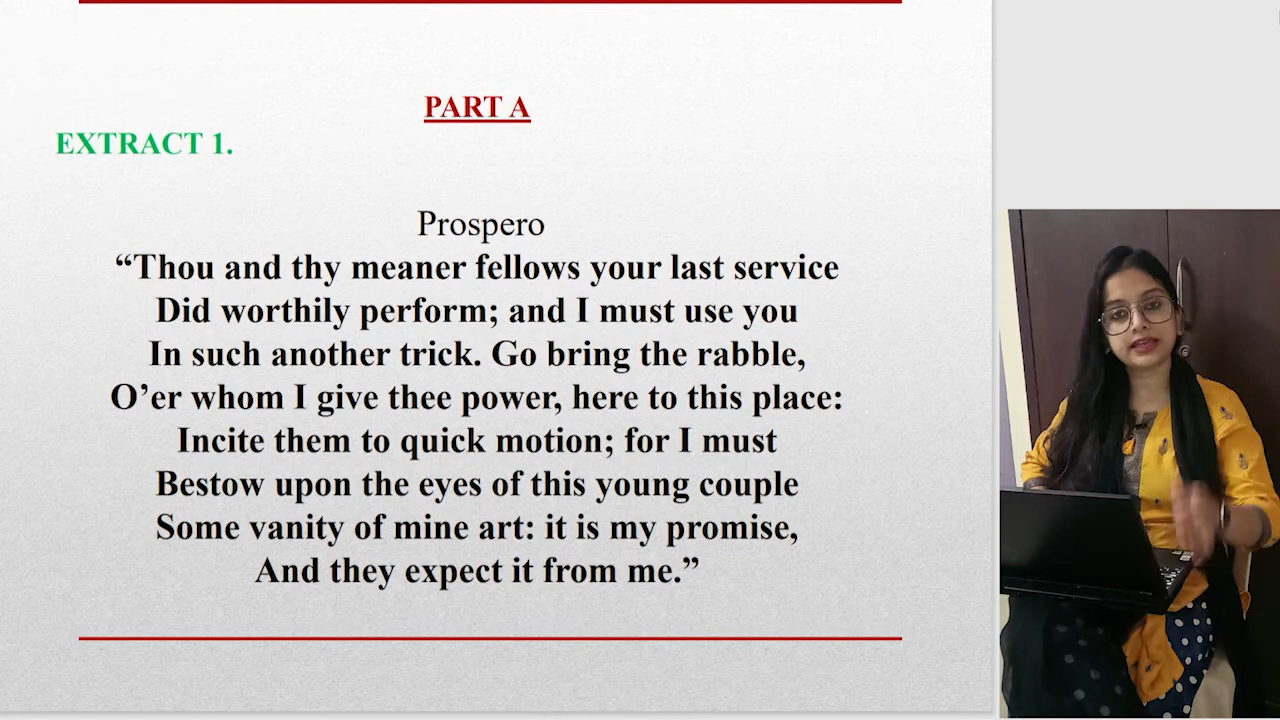 PART A
EXTRACT 1.
Prospero
“Thou and thy meaner fellows your last service
Did worthily perform; and I must use you
In such another trick. Go bring the rabble,
O’er whom I give thee power, here to this place:
Incite them to quick motion; for I must
Bestow upon the eyes of this young couple
Some vanity of mine art: it is my promise,
And they expect it from me.”